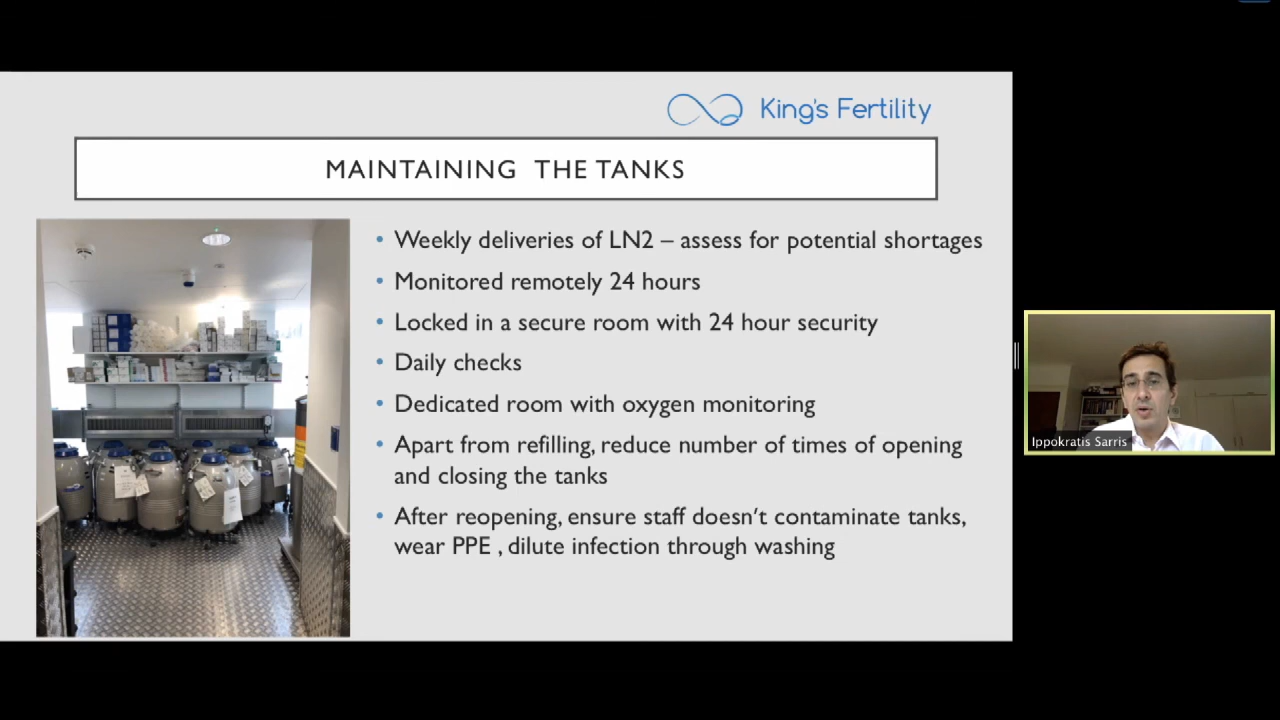 King's Fertility
MAINTAINING THE TANKS
• Weekly deliveries of LN2 – assess for potential shortages
• Monitored remotely 24 hours
• Locked in a secure room with 24 hour security
• Daily checks
• Dedicated room with oxygen monitoring
• Apart from refilling, reduce number of times of opening
and closing the tanks
• After reopening, ensure staff doesn't contaminate tanks,
wear PPE , dilute infection through washing
Ippokratis Sarris